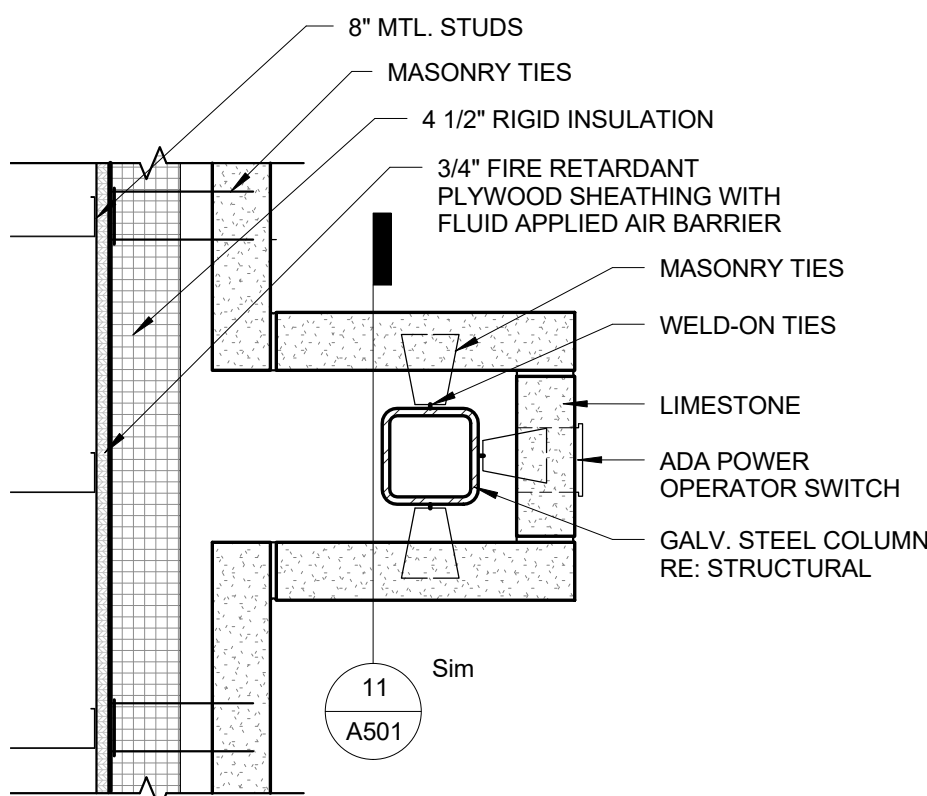 8" MTL. STUDS
MASONRY TIES
4 1/2" RIGID INSULATION
3/4" FIRE RETARDANT
PLYWOOD SHEATHING WITH
FLUID APPLIED AIR BARRIER
MASONRY TIES
WELD-ON TIES
LIMESTONE
ADA POWER
OPERATOR SWITCH
GALV. STEEL COLUMN
RE: STRUCTURAL
Sim
11
A501